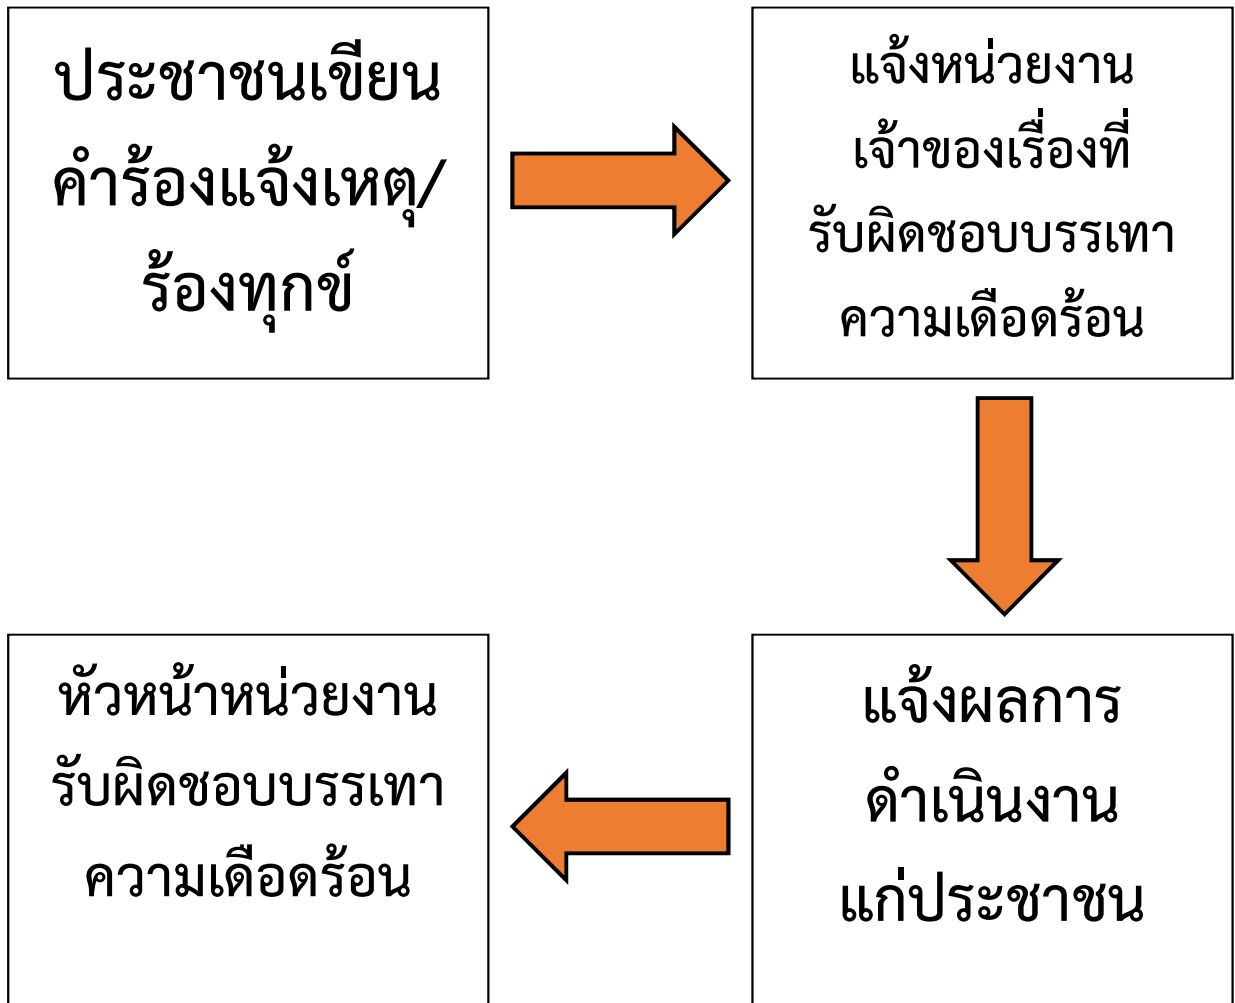 ประชาชนเขียน
คำร้องแจ้งเหตุ/
ร้องทุกข์
แจ้งหน่วยงาน
เจ้าของเรื่องที่
รับผิดชอบบรรเทา
ความเดือดร้อน
แจ้งผลการ
ดำเนินงาน
แก่ประชาชน
หัวหน้าหน่วยงาน
รับผิดชอบบรรเทา
ความเดือดร้อน